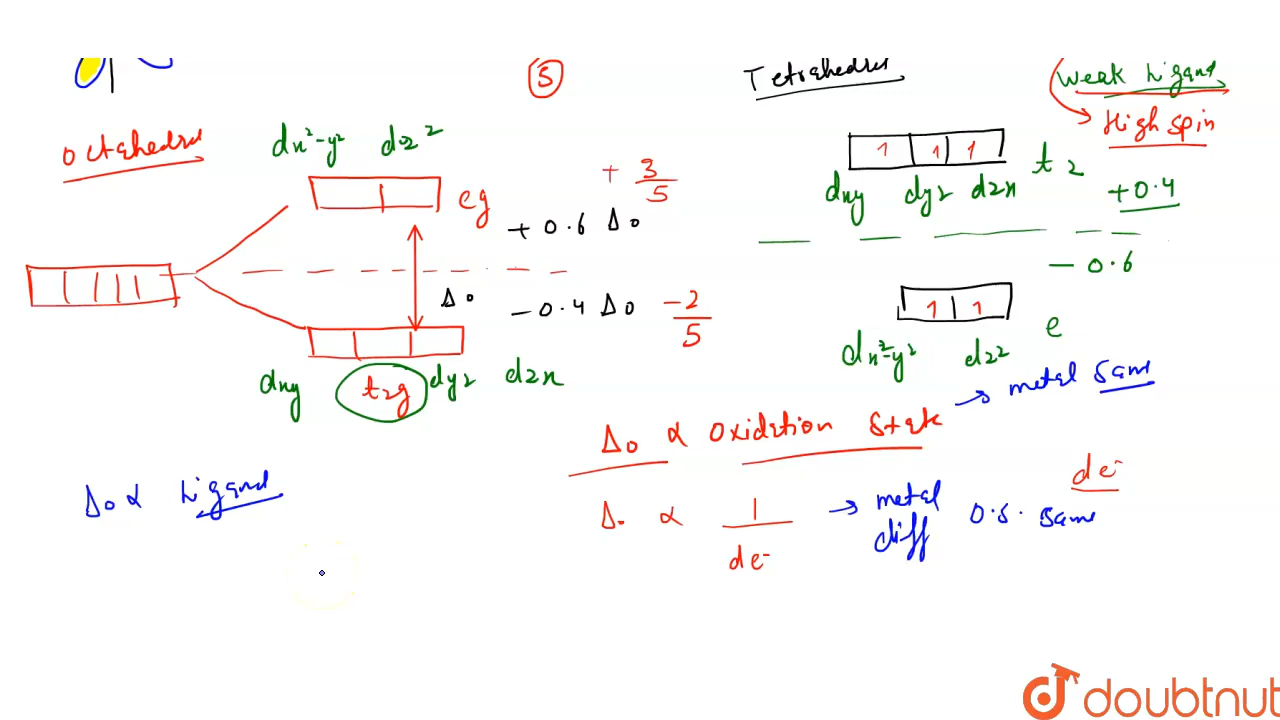 5
Tetrahedral
Weak Ligand
High Spin
Octahedral
dx²-y² dz²
eg
+ 3/5
+ 0.6 Δo
1 1 1
t2
dxy dyz dzx
+0.4
- 0.6
Δo
- 0.4 Δo
-2/5
1 1
e
dx²-y² dz²
dxy t2g dyz dzx
Δo ∝ Oxidation State → metal Same
Δo ∝ Ligand
Δo ∝ 1/de⁻ → metal diff O.S. Same
de⁻
doubtnut